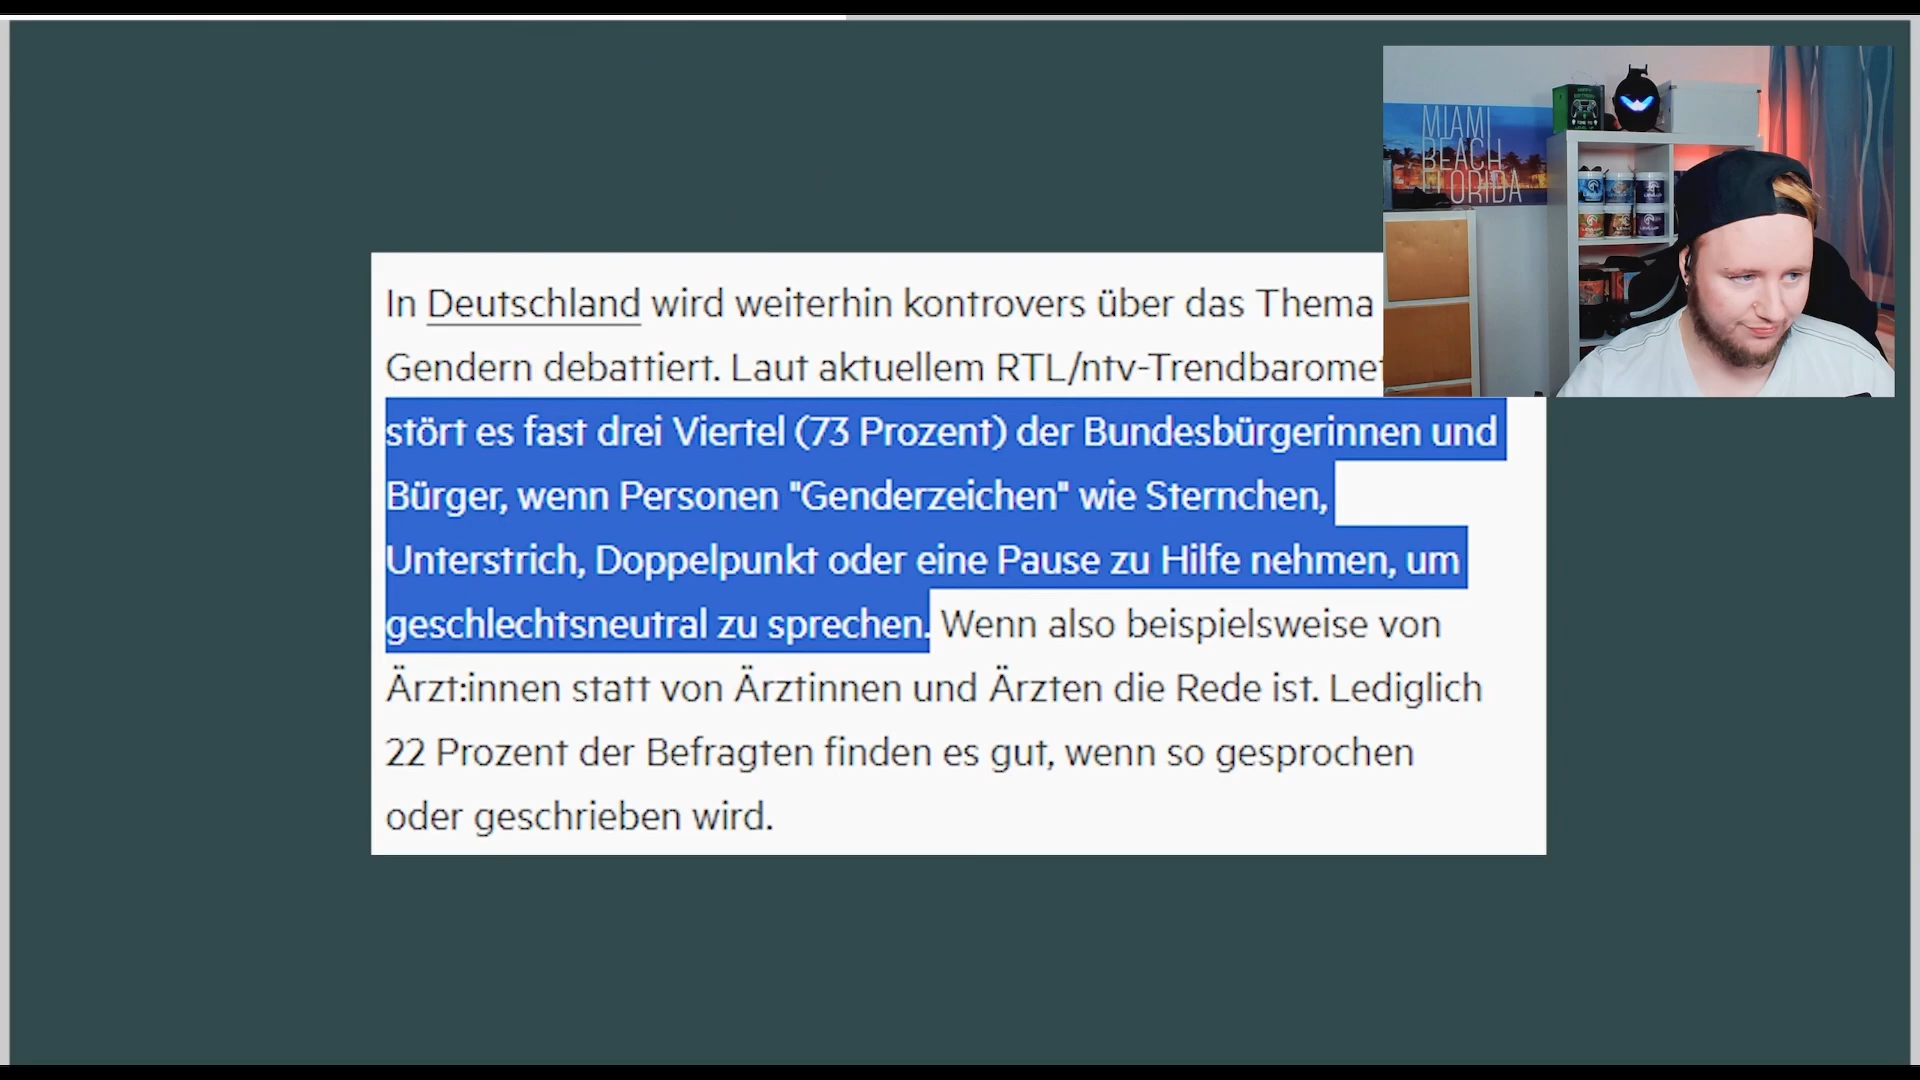 MIAMI
BEACH
FLORIDA
In Deutschland wird weiterhin kontrovers über das Thema
Gendern debattiert. Laut aktuellem RTL/ntv-Trendbaromet
stört es fast drei Viertel (73 Prozent) der Bundesbürgerinnen und
Bürger, wenn Personen "Genderzeichen" wie Sternchen,
Unterstrich, Doppelpunkt oder eine Pause zu Hilfe nehmen, um
geschlechtsneutral zu sprechen. Wenn also beispielsweise von
Ärzt:innen statt von Ärztinnen und Ärzten die Rede ist. Lediglich
22 Prozent der Befragten finden es gut, wenn so gesprochen
oder geschrieben wird.